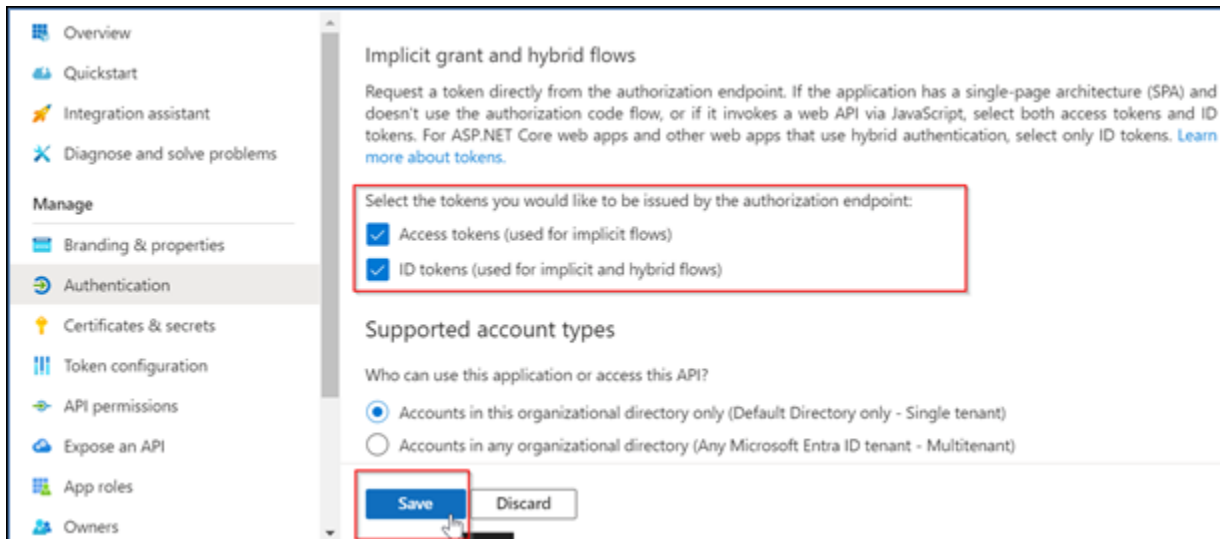 Overview
Quickstart
Integration assistant
Diagnose and solve problems
Manage
Branding & properties
Authentication
Certificates & secrets
Token configuration
API permissions
Expose an API
App roles
Owners
Implicit grant and hybrid flows
Request a token directly from the authorization endpoint. If the application has a single-page architecture (SPA) and
doesn't use the authorization code flow, or if it invokes a web API via JavaScript, select both access tokens and ID
tokens. For ASP.NET Core web apps and other web apps that use hybrid authentication, select only ID tokens. Learn
more about tokens.
Select the tokens you would like to be issued by the authorization endpoint:
Access tokens (used for implicit flows)
ID tokens (used for implicit and hybrid flows)
Supported account types
Who can use this application or access this API?
Accounts in this organizational directory only (Default Directory only - Single tenant)
Accounts in any organizational directory (Any Microsoft Entra ID tenant - Multitenant)
Save Discard